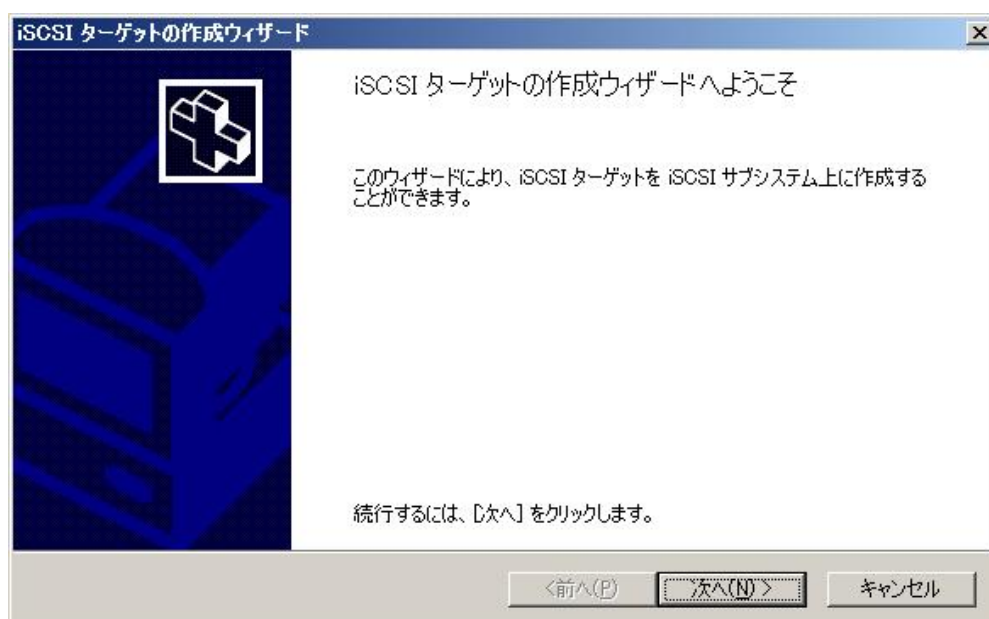 iSCSI ターゲットの作成ウィザード
iSCSI ターゲットの作成ウィザードへようこそ
このウィザードにより、iSCSI ターゲットを iSCSI サブシステム上に作成する
ことができます。
続行するには、[次へ] をクリックします。
<前へ(P)
次へ(N) >
キャンセル